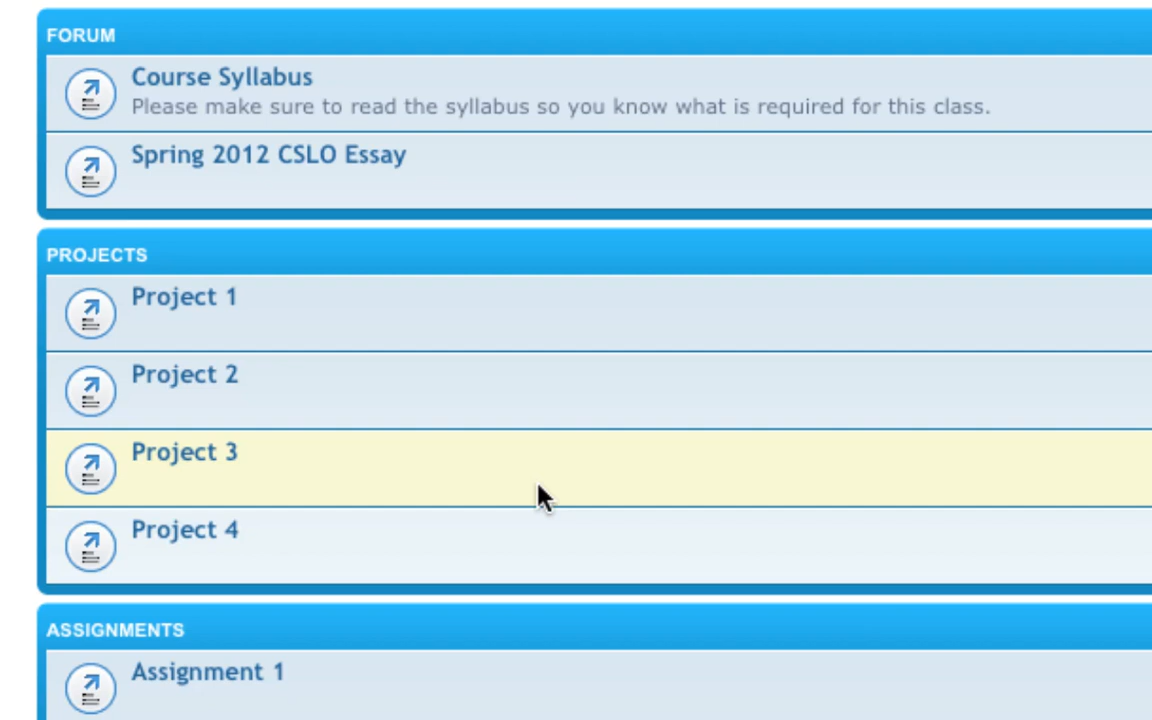 FORUM
Course Syllabus
Please make sure to read the syllabus so you know what is required for this class.
Spring 2012 CSLO Essay
PROJECTS
Project 1
Project 2
Project 3
Project 4
ASSIGNMENTS
Assignment 1